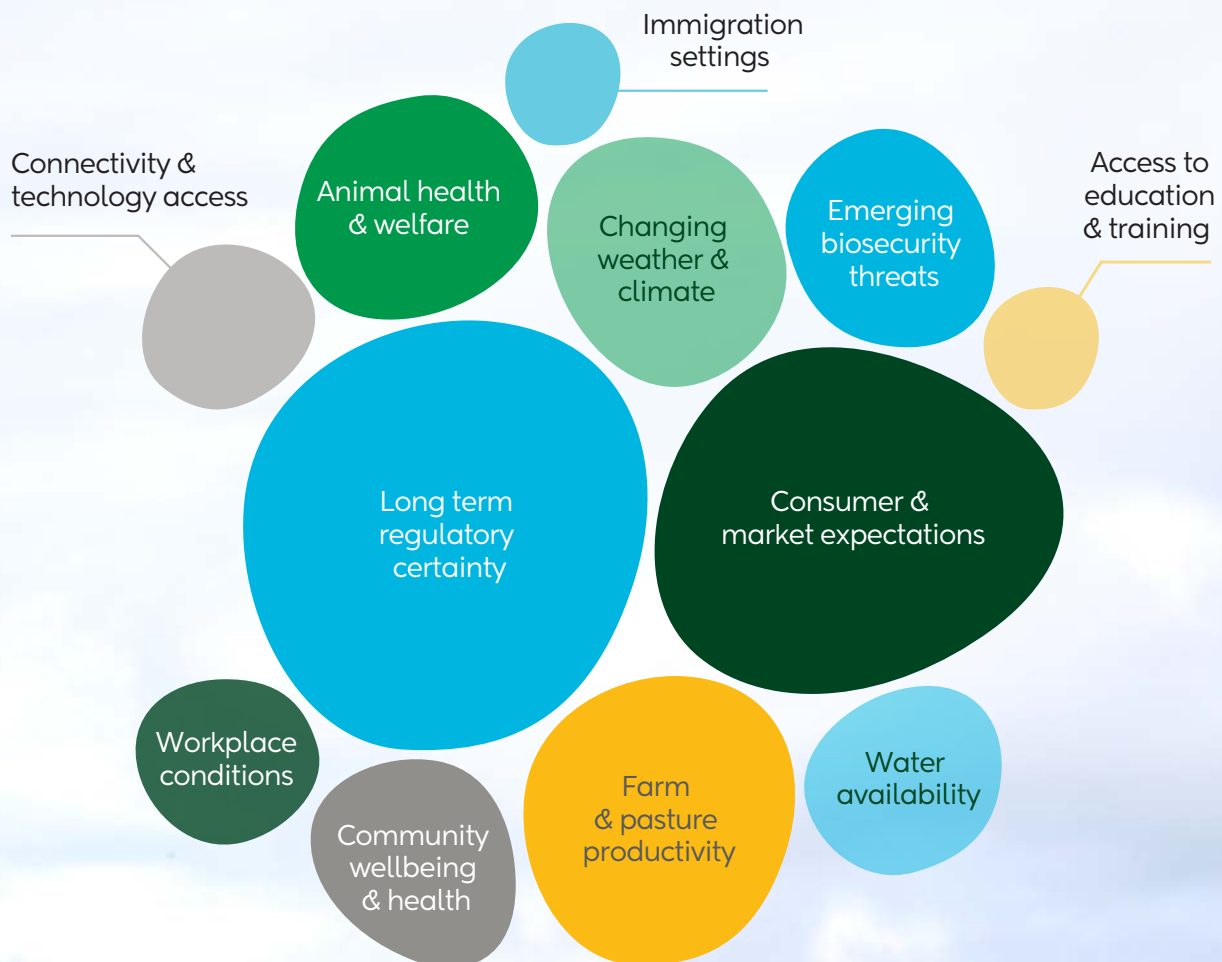 Immigration
settings
Connectivity &
technology access
Animal health
& welfare
Changing
weather &
climate
Emerging
biosecurity
threats
Access to
education
& training
Long term
regulatory
certainty
Consumer &
market expectations
Workplace
conditions
Community
wellbeing
& health
Farm
& pasture
productivity
Water
availability